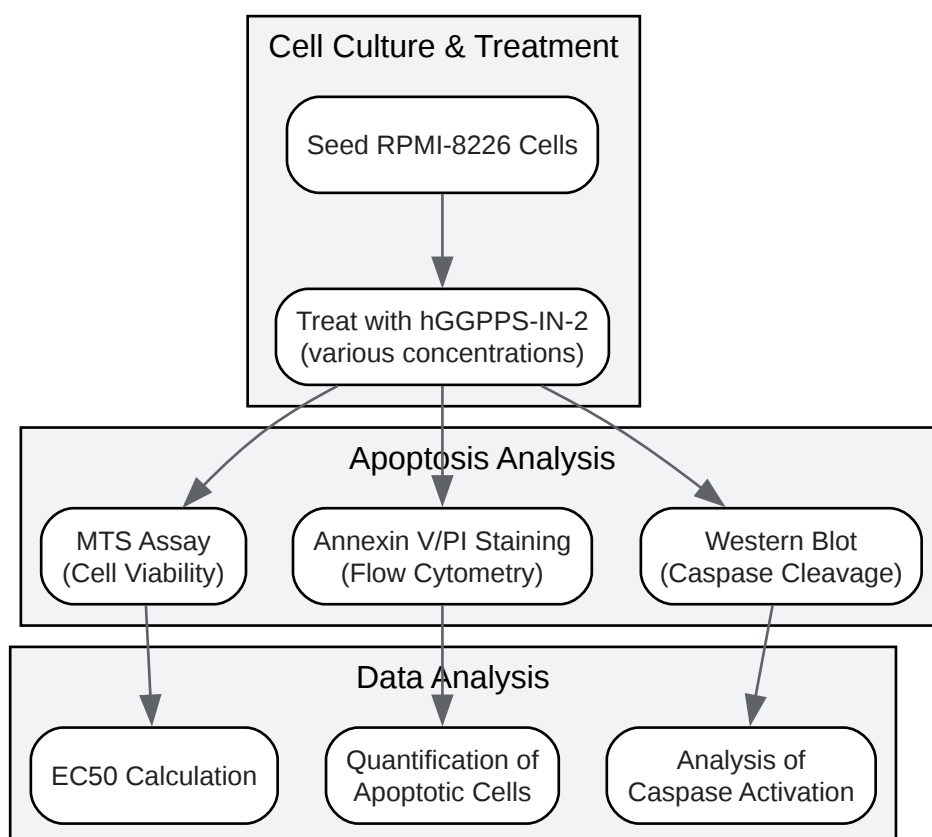 Cell Culture & Treatment
Seed RPMI-8226 Cells
Treat with hGGPPS-IN-2
(various concentrations)
Apoptosis Analysis
MTS Assay
(Cell Viability)
Annexin V/PI Staining
(Flow Cytometry)
Western Blot
(Caspase Cleavage)
Data Analysis
EC50 Calculation
Quantification of
Apoptotic Cells
Analysis of
Caspase Activation